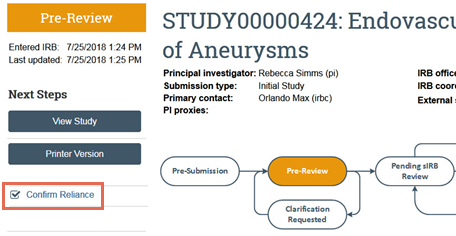 Pre-Review
Entered IRB: 7/25/2018 1:24 PM
Last updated: 7/25/2018 1:25 PM
Next Steps
View Study
Printer Version
Confirm Reliance
STUDY00000424: Endovascu
of Aneurysms
Principal investigator: Rebecca Simms (pi)
Submission type: Initial Study
Primary contact: Orlando Max (irbc)
PI proxies:
IRB office
IRB coor
External
Pre-Submission
Pre-Review
Pending sIRB
Review
Clarification
Requested